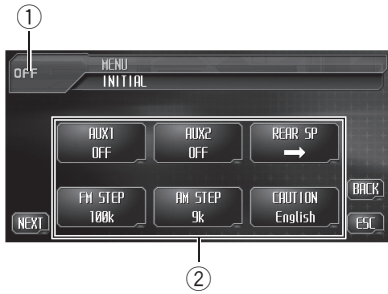 1
OFF
MENU
INITIAL
AUX1 AUX2 REAR SP
OFF OFF
FM STEP AM STEP CAUTION
100k 9k English
BACK
NEXT
ESC
2